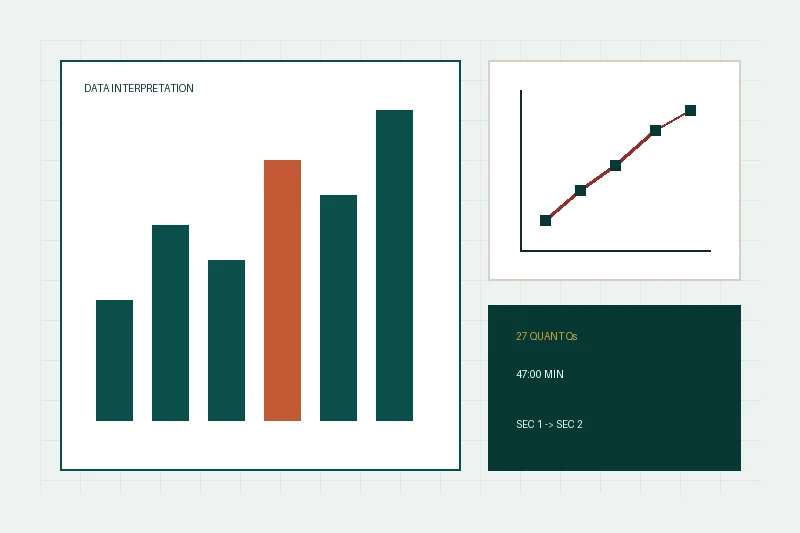 DATA INTERPRETATION
27 QUANT Qs
47:00 MIN
SEC 1 -> SEC 2